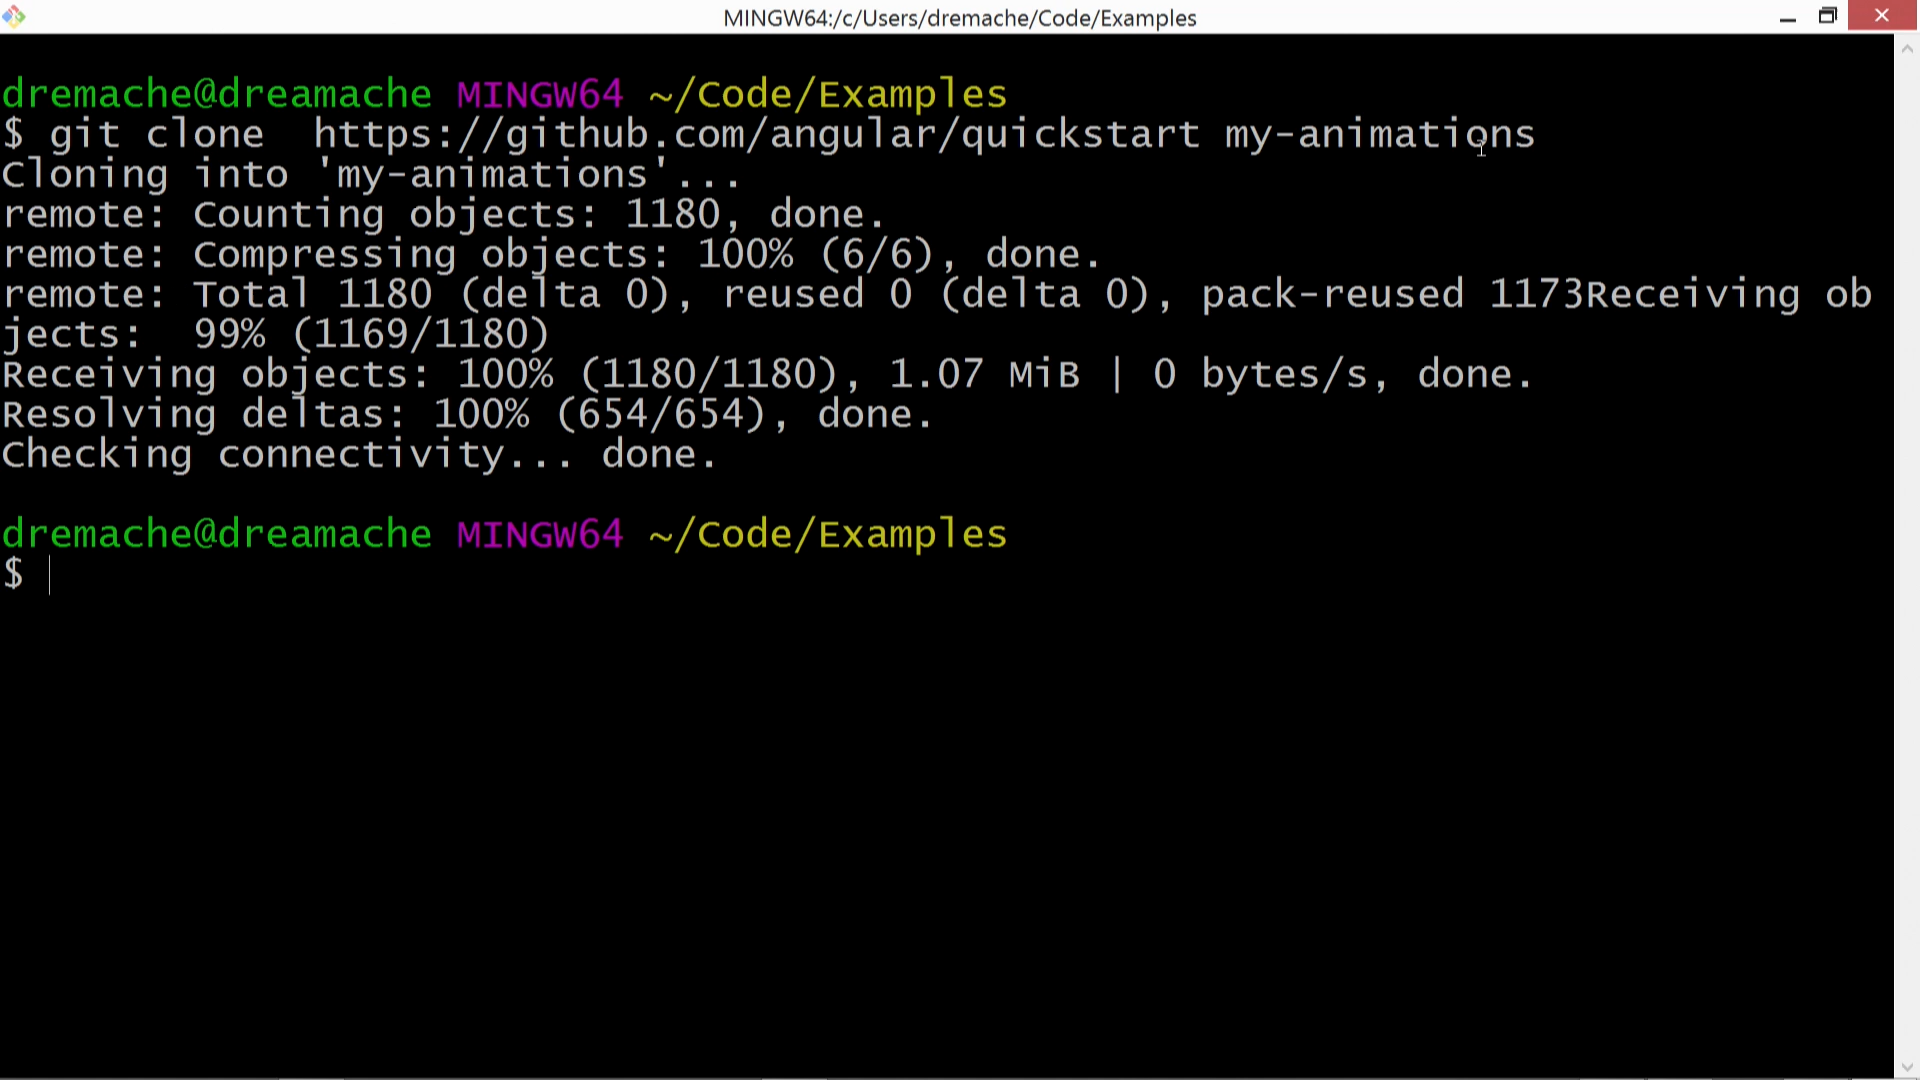 MINGW64:/c/Users/dremache/Code/Examples
dremache@dreamache MINGW64 ~/Code/Examples
$ git clone  https://github.com/angular/quickstart my-animations
Cloning into 'my-animations'...
remote: Counting objects: 1180, done.
remote: Compressing objects: 100% (6/6), done.
remote: Total 1180 (delta 0), reused 0 (delta 0), pack-reused 1173Receiving ob
jects:  99% (1169/1180)
Receiving objects: 100% (1180/1180), 1.07 MiB | 0 bytes/s, done.
Resolving deltas: 100% (654/654), done.
Checking connectivity... done.
dremache@dreamache MINGW64 ~/Code/Examples
$